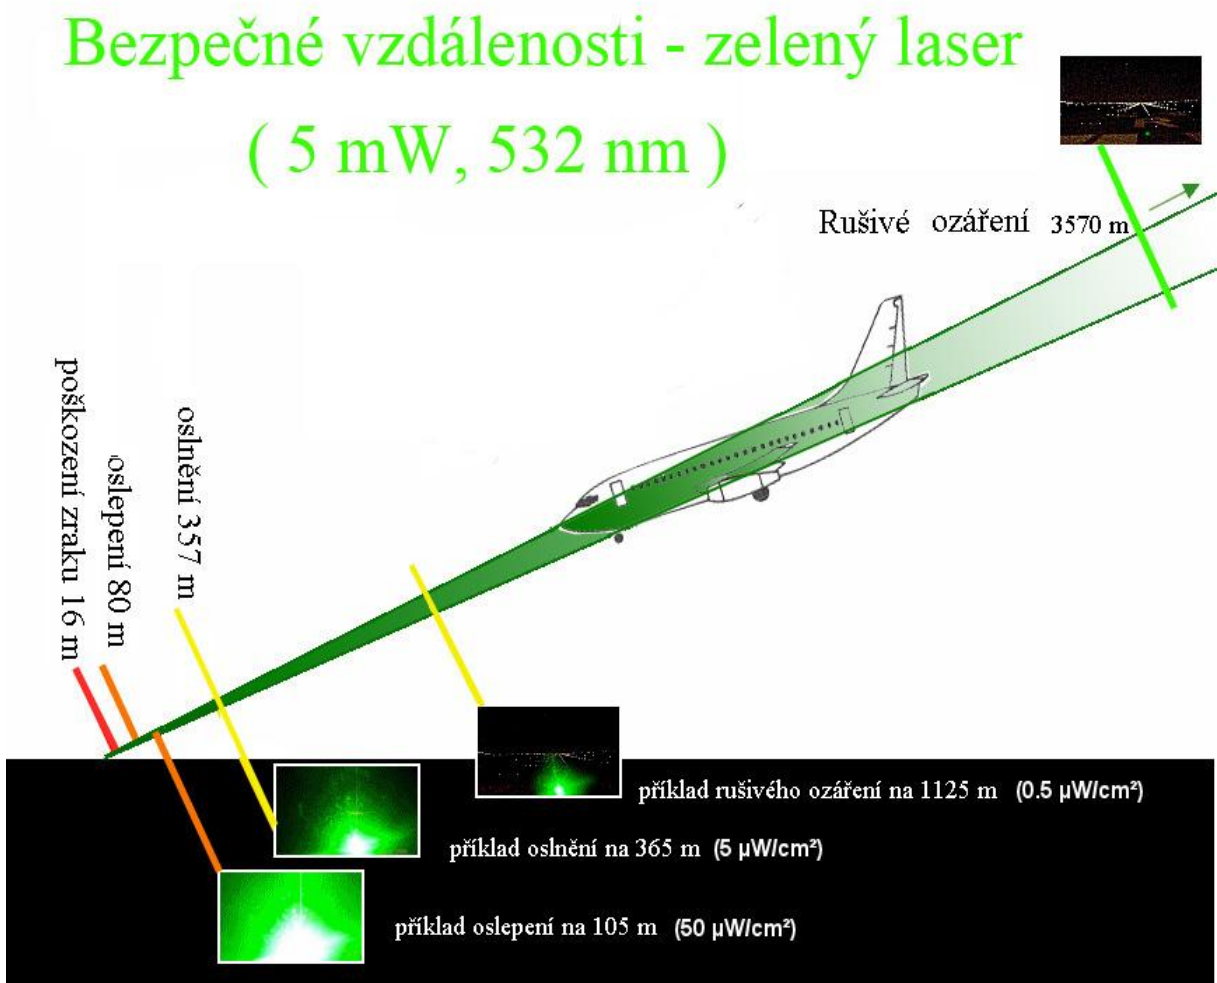 Bezpečné vzdálenosti - zelený laser
( 5 mW, 532 nm )
Rušivé ozáření 3570 m
poškození zraku 16 m
oslepení 80 m
oslnění 357 m
příklad rušivého ozáření na 1125 m (0.5 µW/cm²)
příklad oslnění na 365 m (5 µW/cm²)
příklad oslepení na 105 m (50 µW/cm²)